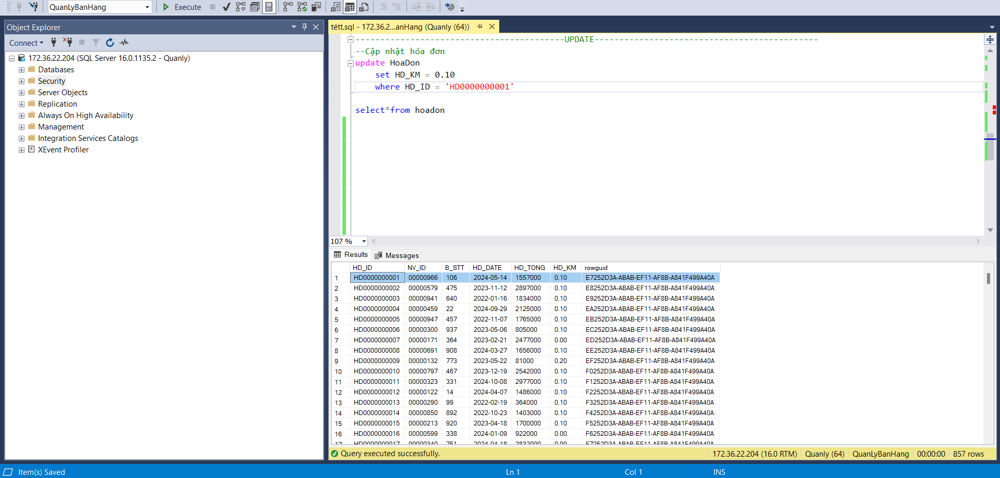 QuanLyBanHang Execute
Object Explorer
Connect
172.36.22.204 (SQL Server 16.0.1135.2 - Quanly)
Databases
Security
Server Objects
Replication
Always On High Availability
Management
Integration Services Catalogs
XEvent Profiler
tétt.sql - 172.36.2...anHang (Quanly (64))
------------------------------------------UPDATE---------------------------------------------
--Cập nhật hóa đơn
update HoaDon
set HD_KM = 0.10
where HD_ID = 'HD0000000001'
select*from hoadon
107 %
Results Messages
HD_ID NV_ID B_STT HD_DATE HD_TONG HD_KM rowguid
1 HD0000000001 00000966 106 2024-05-14 1557000 0.10 E7252D3A-ABAB-EF11-AF8B-A841F499A40A
2 HD0000000002 00000579 475 2023-11-12 2897000 0.10 E8252D3A-ABAB-EF11-AF8B-A841F499A40A
3 HD0000000003 00000941 640 2022-01-16 1834000 0.10 E9252D3A-ABAB-EF11-AF8B-A841F499A40A
4 HD0000000004 00000459 22 2024-09-29 2125000 0.10 EA252D3A-ABAB-EF11-AF8B-A841F499A40A
5 HD0000000005 00000947 457 2022-11-07 1765000 0.10 EB252D3A-ABAB-EF11-AF8B-A841F499A40A
6 HD0000000006 00000300 937 2023-05-06 805000 0.10 EC252D3A-ABAB-EF11-AF8B-A841F499A40A
7 HD0000000007 00000171 364 2023-02-21 2477000 0.00 ED252D3A-ABAB-EF11-AF8B-A841F499A40A
8 HD0000000008 00000691 908 2024-03-27 1656000 0.10 EE252D3A-ABAB-EF11-AF8B-A841F499A40A
9 HD0000000009 00000132 773 2023-05-22 81000 0.20 EF252D3A-ABAB-EF11-AF8B-A841F499A40A
10 HD0000000010 00000797 467 2023-12-19 2542000 0.10 F0252D3A-ABAB-EF11-AF8B-A841F499A40A
11 HD0000000011 00000323 331 2024-10-08 2977000 0.10 F1252D3A-ABAB-EF11-AF8B-A841F499A40A
12 HD0000000012 00000122 14 2024-04-07 1486000 0.10 F2252D3A-ABAB-EF11-AF8B-A841F499A40A
13 HD0000000013 00000290 99 2022-02-19 364000 0.10 F3252D3A-ABAB-EF11-AF8B-A841F499A40A
14 HD0000000014 00000850 892 2022-10-23 1403000 0.10 F4252D3A-ABAB-EF11-AF8B-A841F499A40A
15 HD0000000015 00000213 920 2023-04-18 1700000 0.10 F5252D3A-ABAB-EF11-AF8B-A841F499A40A
16 HD0000000016 00000599 338 2024-01-09 922000 0.00 F6252D3A-ABAB-EF11-AF8B-A841F499A40A
17 HD0000000017 00000340 751 2024-04-18 2832000 0.00 F7252D3A-ABAB-EF11-AF8B-A841F499A40A
Query executed successfully. 172.36.22.204 (16.0 RTM) Quanly (64) QuanLyBanHang 00:00:00 857 rows
Item(s) Saved Ln 1 Col 1 INS